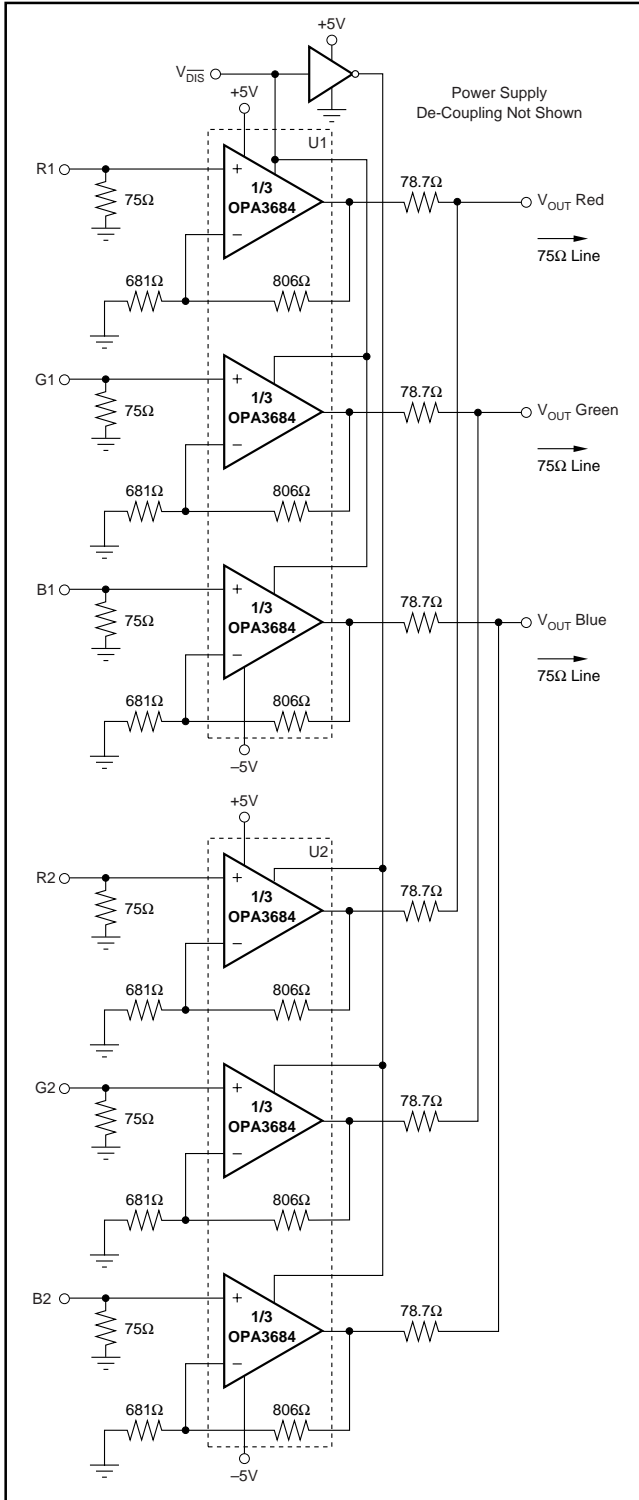 +5V
V<sub>D̅I̅S̅</sub>
+5V
Power Supply
De-Coupling Not Shown
U1
R1
+
1/3
OPA3684
−
75Ω
78.7Ω
V<sub>OUT</sub> Red
75Ω Line
681Ω
806Ω
G1
+
1/3
OPA3684
−
75Ω
78.7Ω
V<sub>OUT</sub> Green
75Ω Line
681Ω
806Ω
B1
+
1/3
OPA3684
−
75Ω
78.7Ω
V<sub>OUT</sub> Blue
75Ω Line
681Ω
806Ω
–5V
+5V
U2
R2
+
1/3
OPA3684
−
75Ω
78.7Ω
681Ω
806Ω
G2
+
1/3
OPA3684
−
75Ω
78.7Ω
681Ω
806Ω
B2
+
1/3
OPA3684
−
75Ω
78.7Ω
681Ω
806Ω
–5V